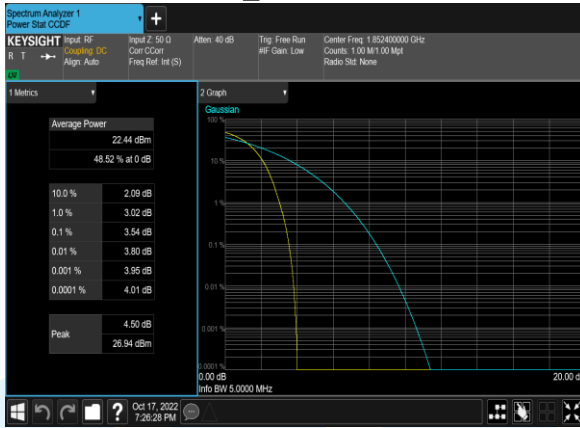 Spectrum Analyzer 1
Power Stat CCDF
KEYSIGHT
R T
Input: RF
Coupling: DC
Align: Auto
Input Z: 50 Ω
Corr CCorr
Freq Ref: Int (S)
Atten: 40 dB
Trig: Free Run
#IF Gain: Low
Center Freq: 1.852400000 GHz
Counts: 1.00 M/1.00 Mpt
Radio Std: None
1 Metrics
Average Power
22.44 dBm
48.52 % at 0 dB
10.0 % 2.09 dB
1.0 % 3.02 dB
0.1 % 3.54 dB
0.01 % 3.80 dB
0.001 % 3.95 dB
0.0001 % 4.01 dB
Peak
4.50 dB
26.94 dBm
2 Graph
Gaussian
100 %
10 %
1 %
0.1 %
0.01 %
0.001 %
0.0001 %
0.00 dB
20.00 d
Info BW 5.0000 MHz
?
Oct 17, 2022
7:26:28 PM